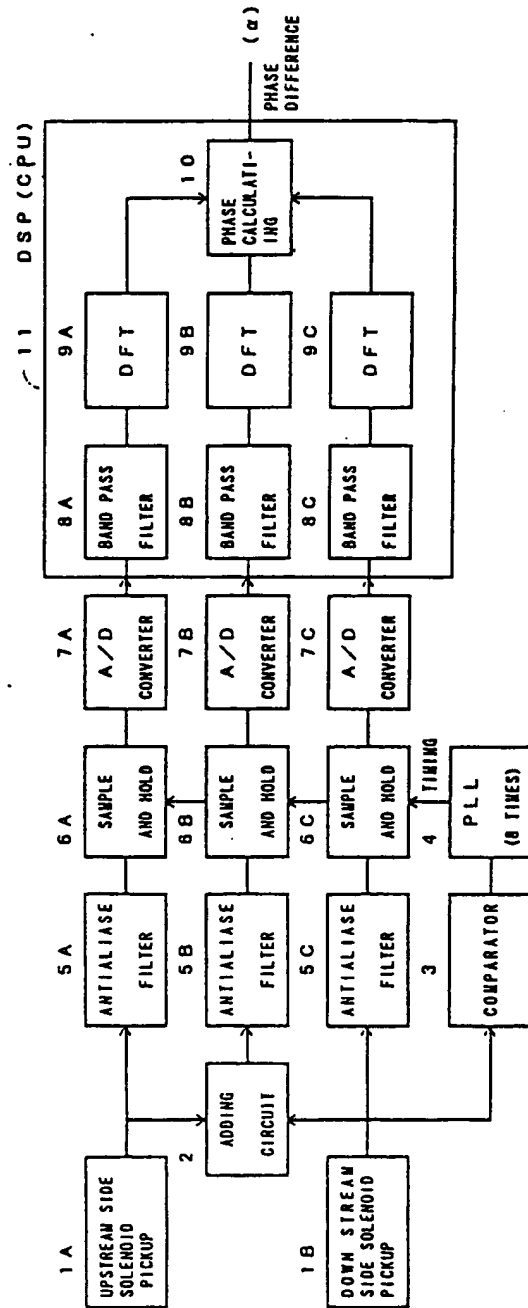 11 DSP (CPU)
1A
UPSTREAM SIDE
SOLENOID
PICKUP
5A
ANTIALIASE
FILTER
6A
SAMPLE
AND HOLD
7A
A/D
CONVERTER
8A
BAND PASS
FILTER
9A
DFT
2
ADDING
CIRCUIT
5B
ANTIALIASE
FILTER
6B
SAMPLE
AND HOLD
7B
A/D
CONVERTER
8B
BAND PASS
FILTER
9B
DFT
10
PHASE
CALCULATI-
ING
(α)
PHASE
DIFFERENCE
1B
DOWN STREAM
SIDE SOLENOID
PICKUP
5C
ANTIALIASE
FILTER
6C
SAMPLE
AND HOLD
7C
A/D
CONVERTER
8C
BAND PASS
FILTER
9C
DFT
3
COMPARATOR
4
TIMING
PLL
(8 TIMES)